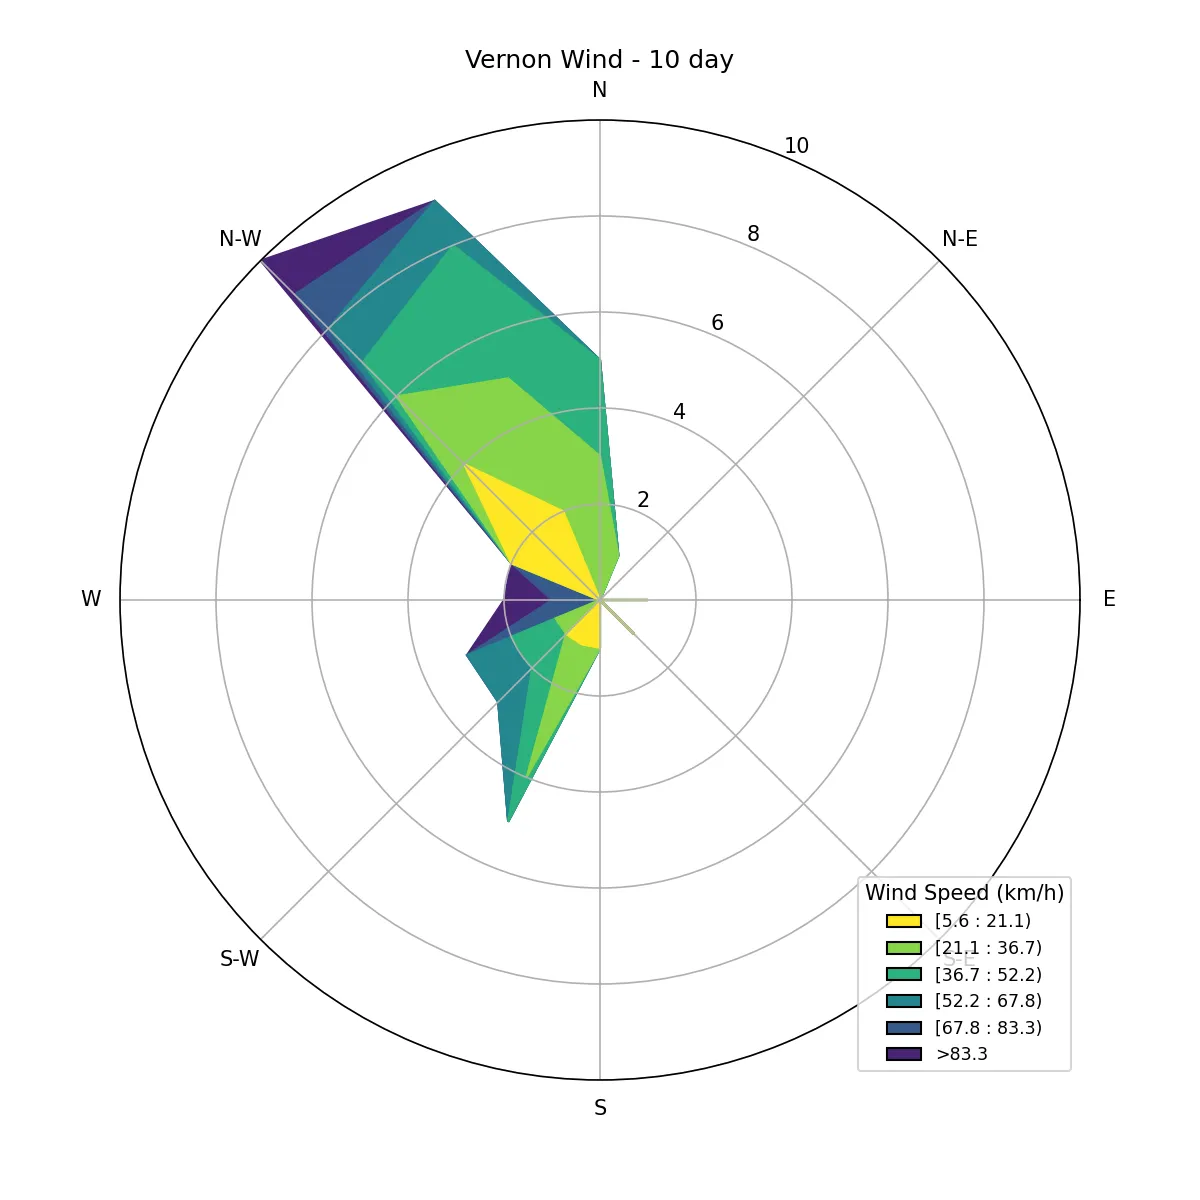 Vernon Wind - 10 day
N
10
N-W
8
N-E
6
4
2
W
E
S-W
S-E
Wind Speed (km/h)
[5.6 : 21.1)
[21.1 : 36.7)
[36.7 : 52.2)
[52.2 : 67.8)
[67.8 : 83.3)
>83.3
S